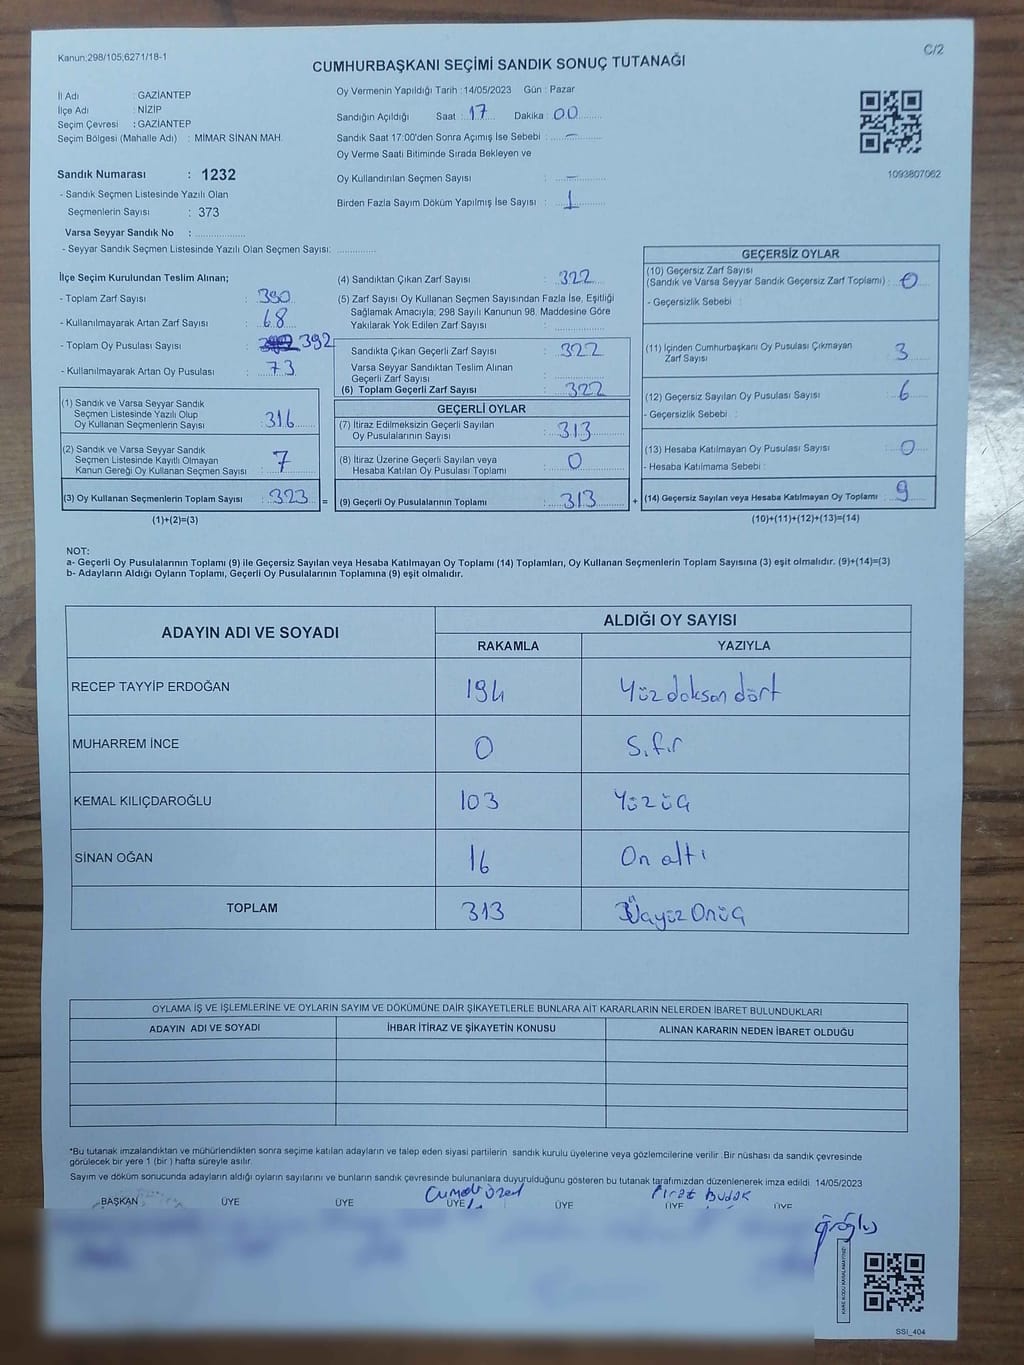 Kanun;298/105;6271/18-1
C/2
CUMHURBAŞKANI SEÇİMİ SANDIK SONUÇ TUTANAĞI
İl Adı : GAZİANTEP
İlçe Adı : NİZİP
Seçim Çevresi : GAZİANTEP
Seçim Bölgesi (Mahalle Adı) : MİMAR SİNAN MAH.
Sandık Numarası : 1232
- Sandık Seçmen Listesinde Yazılı Olan
Seçmenlerin Sayısı : 373
Varsa Seyyar Sandık No : ................
- Seyyar Sandık Seçmen Listesinde Yazılı Olan Seçmen Sayısı: .............
Oy Vermenin Yapıldığı Tarih : 14/05/2023 Gün : Pazar
Sandığın Açıldığı Saat : 17 Dakika : 00
Sandık Saat 17:00'den Sonra Açımış İse Sebebi : —
Oy Verme Saati Bitiminde Sırada Bekleyen ve
Oy Kullandırılan Seçmen Sayısı : —
Birden Fazla Sayım Döküm Yapılmış İse Sayısı : 1
1093807062
İlçe Seçim Kurulundan Teslim Alınan;
- Toplam Zarf Sayısı : 390
- Kullanılmayarak Artan Zarf Sayısı : 68
- Toplam Oy Pusulası Sayısı : 392
- Kullanılmayarak Artan Oy Pusulası : 73
(1) Sandık ve Varsa Seyyar Sandık
Seçmen Listesinde Yazılı Olup
Oy Kullanan Seçmenlerin Sayısı : 316
(2) Sandık ve Varsa Seyyar Sandık
Seçmen Listesinde Kayıtlı Olmayan
Kanun Gereği Oy Kullanan Seçmen Sayısı : 7
(3) Oy Kullanan Seçmenlerin Toplam Sayısı : 323 =
(1)+(2)=(3)
(4) Sandıktan Çıkan Zarf Sayısı : 322
(5) Zarf Sayısı Oy Kullanan Seçmen Sayısından Fazla İse, Eşitliği
Sağlamak Amacıyla; 298 Sayılı Kanunun 98. Maddesine Göre
Yakılarak Yok Edilen Zarf Sayısı : .............
Sandıkta Çıkan Geçerli Zarf Sayısı : 322
Varsa Seyyar Sandıktan Teslim Alınan
Geçerli Zarf Sayısı : .............
(6) Toplam Geçerli Zarf Sayısı : 322
GEÇERLİ OYLAR
(7) İtiraz Edilmeksizin Geçerli Sayılan
Oy Pusulalarının Sayısı : 313
(8) İtiraz Üzerine Geçerli Sayılan veya
Hesaba Katılan Oy Pusulası Toplamı : 0
(9) Geçerli Oy Pusulalarının Toplamı : 313 +
GEÇERSİZ OYLAR
(10) Geçersiz Zarf Sayısı
(Sandık ve Varsa Seyyar Sandık Geçersiz Zarf Toplamı) : 0
- Geçersizlik Sebebi :
(11) İçinden Cumhurbaşkanı Oy Pusulası Çıkmayan
Zarf Sayısı 3
(12) Geçersiz Sayılan Oy Pusulası Sayısı : 6
- Geçersizlik Sebebi :
(13) Hesaba Katılmayan Oy Pusulası Sayısı : 0
- Hesaba Katılmama Sebebi :
(14) Geçersiz Sayılan veya Hesaba Katılmayan Oy Toplamı : 9
(10)+(11)+(12)+(13)=(14)
NOT:
a- Geçerli Oy Pusulalarının Toplamı (9) ile Geçersiz Sayılan veya Hesaba Katılmayan Oy Toplamı (14) Toplamları, Oy Kullanan Seçmenlerin Toplam Sayısına (3) eşit olmalıdır. (9)+(14)=(3)
b- Adayların Aldığı Oyların Toplamı, Geçerli Oy Pusulalarının Toplamına (9) eşit olmalıdır.
ADAYIN ADI VE SOYADI ALDIĞI OY SAYISI
RAKAMLA YAZIYLA
RECEP TAYYİP ERDOĞAN 194 Yüz doksan dört
MUHARREM İNCE 0 Sıfır
KEMAL KILIÇDAROĞLU 103 Yüz üç
SİNAN OĞAN 16 On altı
TOPLAM 313 Üçyüz Onüç
OYLAMA İŞ VE İŞLEMLERİNE VE OYLARIN SAYIM VE DÖKÜMÜNE DAİR ŞİKAYETLERLE BUNLARA AİT KARARLARIN NELERDEN İBARET BULUNDUKLARI
ADAYIN ADI VE SOYADI İHBAR İTİRAZ VE ŞİKAYETİN KONUSU ALINAN KARARIN NEDEN İBARET OLDUĞU
*Bu tutanak imzalandıktan ve mühürlendikten sonra seçime katılan adayların ve talep eden siyasi partilerin sandık kurulu üyelerine veya gözlemcilerine verilir .Bir nüshası da sandık çevresinde
görülecek bir yere 1 (bir ) hafta süreyle asılır.
Sayım ve döküm sonucunda adayların aldığı oyların sayılarını ve bunların sandık çevresinde bulunanlara duyurulduğunu gösteren bu tutanak tarafımızdan düzenlenerek imza edildi. 14/05/2023
Cumali Özel Fırat Budak
BAŞKAN ÜYE ÜYE ÜYE ÜYE ÜYE ÜYE
SSI_404